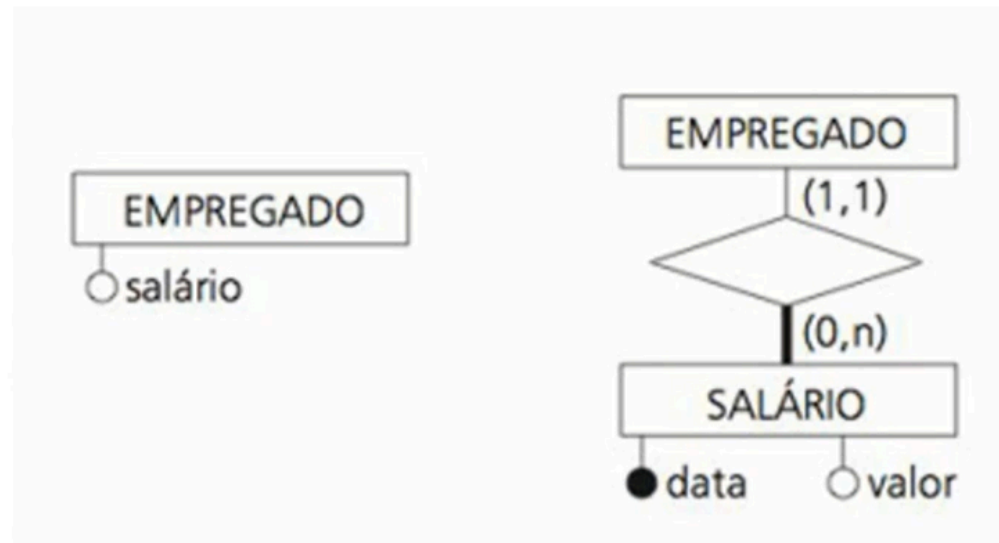 EMPREGADO
salário
EMPREGADO
(1,1)
(0,n)
SALÁRIO
data valor